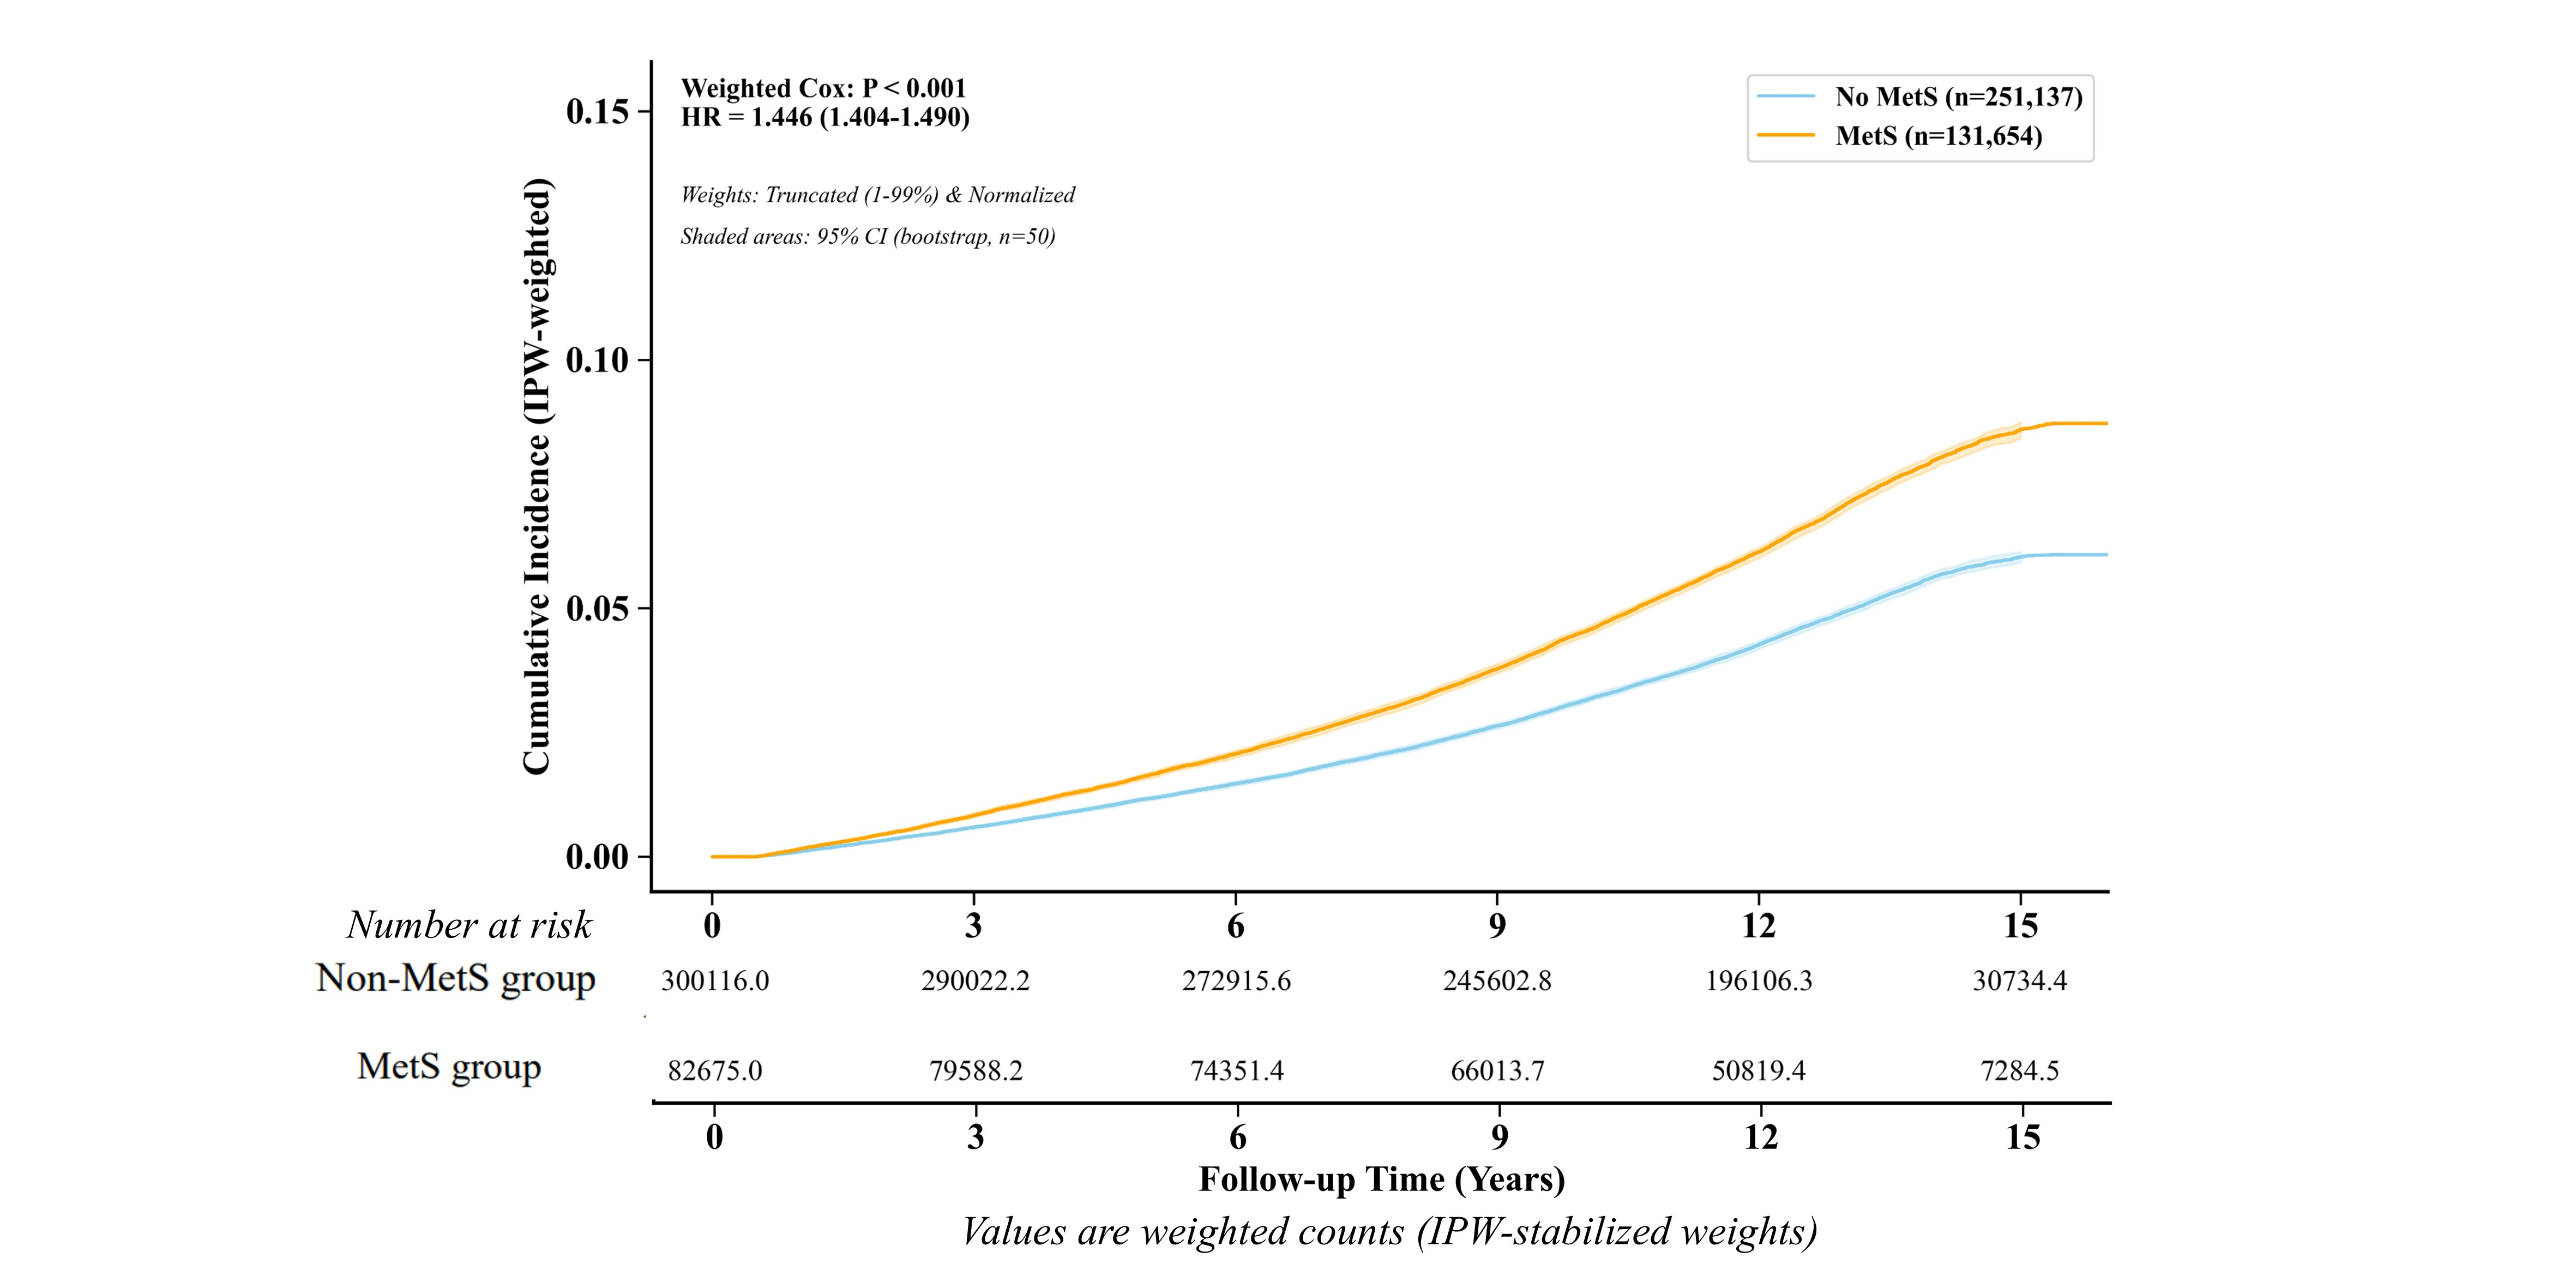 Weighted Cox: P < 0.001
HR = 1.446 (1.404-1.490)
Weights: Truncated (1-99%) & Normalized
Shaded areas: 95% CI (bootstrap, n=50)
No MetS (n=251,137)
MetS (n=131,654)
Cumulative Incidence (IPW-weighted)
0.15
0.10
0.05
0.00
Number at risk 0 3 6 9 12 15
Non-MetS group 300116.0 290022.2 272915.6 245602.8 196106.3 30734.4
MetS group 82675.0 79588.2 74351.4 66013.7 50819.4 7284.5
0 3 6 9 12 15
Follow-up Time (Years)
Values are weighted counts (IPW-stabilized weights)